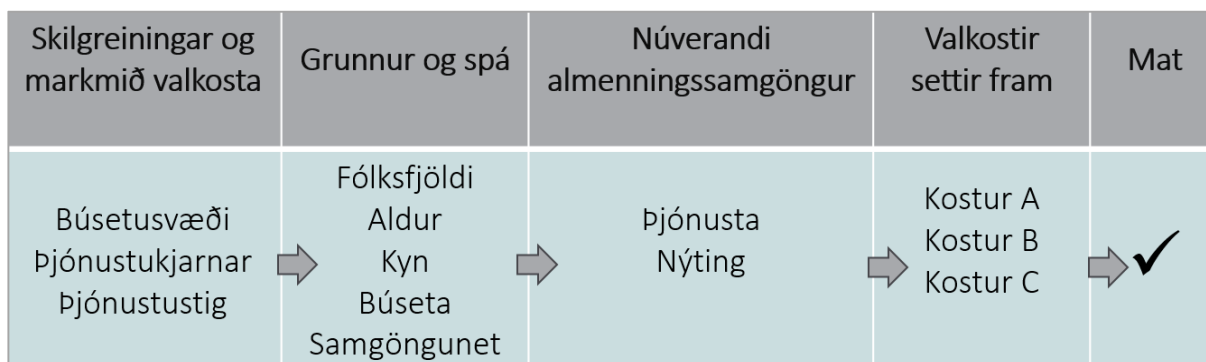 Skilgreiningar og
markmið valkosta
Grunnur og spá
Núverandi
almenningssamgöngur
Valkostir
settir fram
Mat
Búsetusvæði
Þjónustukjarnar
Þjónustustig
Fólksfjöldi
Aldur
Kyn
Búseta
Samgöngunet
Þjónusta
Nýting
Kostur A
Kostur B
Kostur C